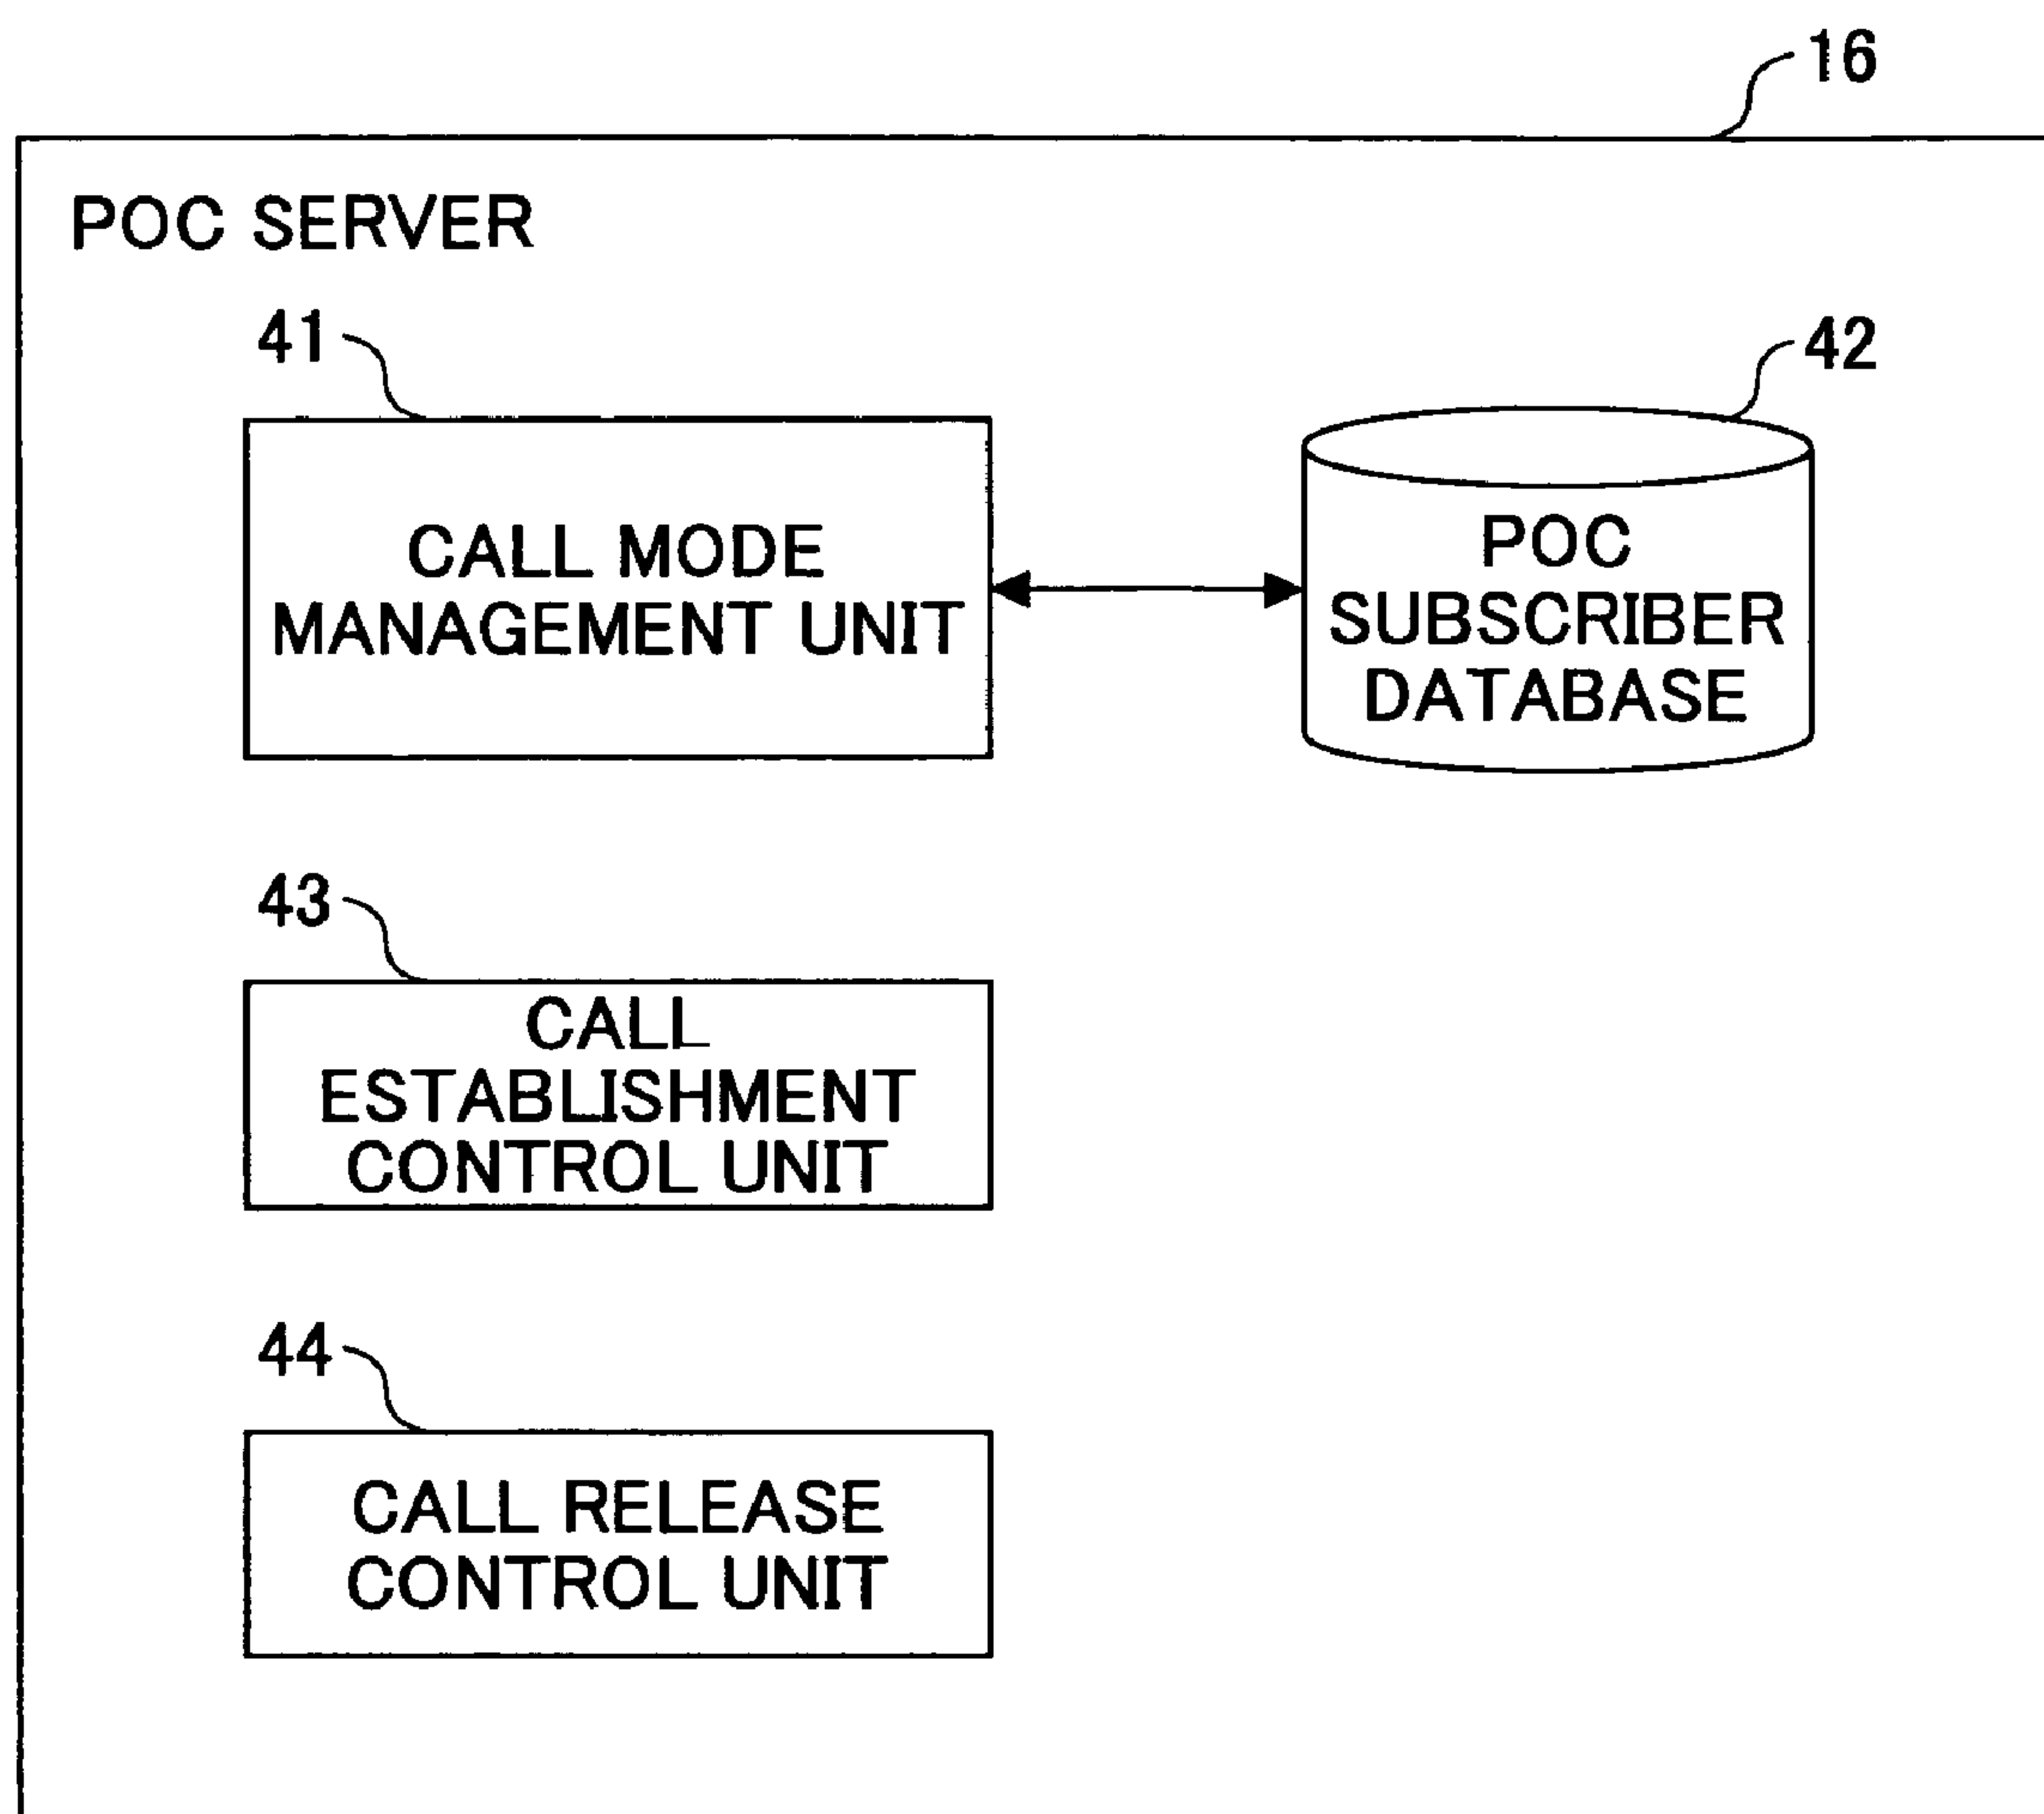 16
POC SERVER
41
42
CALL MODE
MANAGEMENT UNIT
POC
SUBSCRIBER
DATABASE
43
CALL
ESTABLISHMENT
CONTROL UNIT
44
CALL RELEASE
CONTROL UNIT